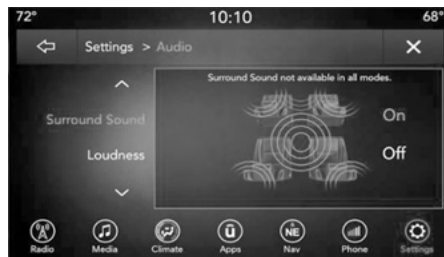 72° 10:10 68°
Settings > Audio
Surround Sound not available in all modes.
Surround Sound
On
Loudness
Off
Radio Media Climate Apps Nav Phone Settings
NE